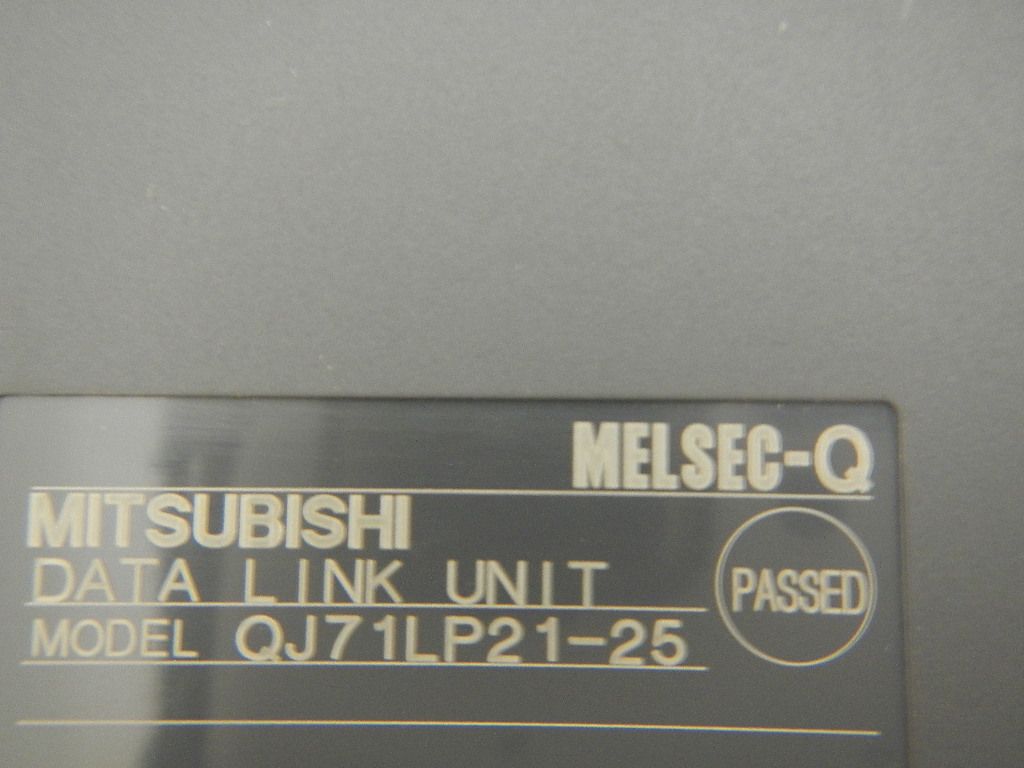 MELSEC-Q
MITSUBISHI
DATA LINK UNIT
PASSED
MODEL QJ71LP21-25